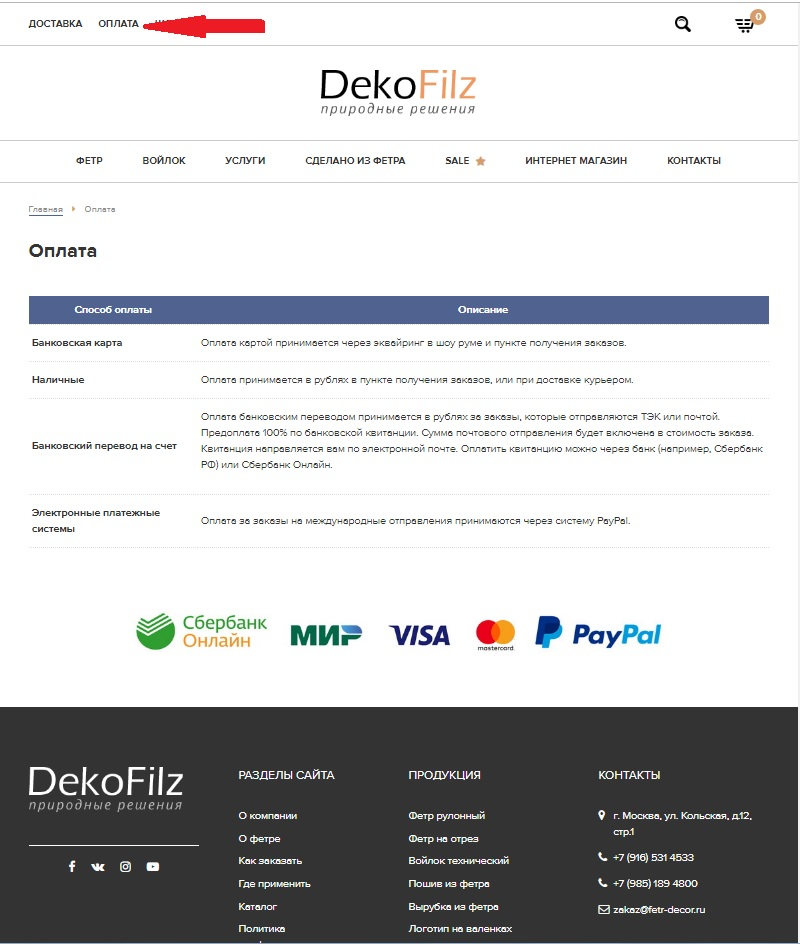 ДОСТАВКА ОПЛАТА
0
DekoFilz
природные решения
ФЕТР ВОЙЛОК УСЛУГИ СДЕЛАНО ИЗ ФЕТРА SALE ИНТЕРНЕТ МАГАЗИН КОНТАКТЫ
Главная Оплата
Оплата
Способ оплаты Описание
Банковская карта Оплата картой принимается через эквайринг в шоу руме и пункте получения заказов.
Наличные Оплата принимается в рублях в пункте получения заказов, или при доставке курьером.
Банковский перевод на счет
Оплата банковским переводом принимается в рублях за заказы, которые отправляются ТЭК или почтой.
Предоплата 100% по банковской квитанции. Сумма почтового отправления будет включена в стоимость заказа.
Квитанция направляется вам по электронной почте. Оплатить квитанцию можно через банк (например, Сбербанк
РФ) или Сбербанк Онлайн.
Электронные платежные
системы
Оплата за заказы на международные отправления принимаются через систему PayPal.
Сбербанк
Онлайн
МИР
VISA
mastercard
PayPal
DekoFilz
природные решения
РАЗДЕЛЫ САЙТА
О компании
О фетре
Как заказать
Где применить
Каталог
Политика
ПРОДУКЦИЯ
Фетр рулонный
Фетр на отрез
Войлок технический
Пошив из фетра
Вырубка из фетра
Логотип на валенках
КОНТАКТЫ
г. Москва, ул. Кольская, д.12,
стр.1
+7 (916) 531 4533
+7 (985) 189 4800
zakaz@fetr-decor.ru